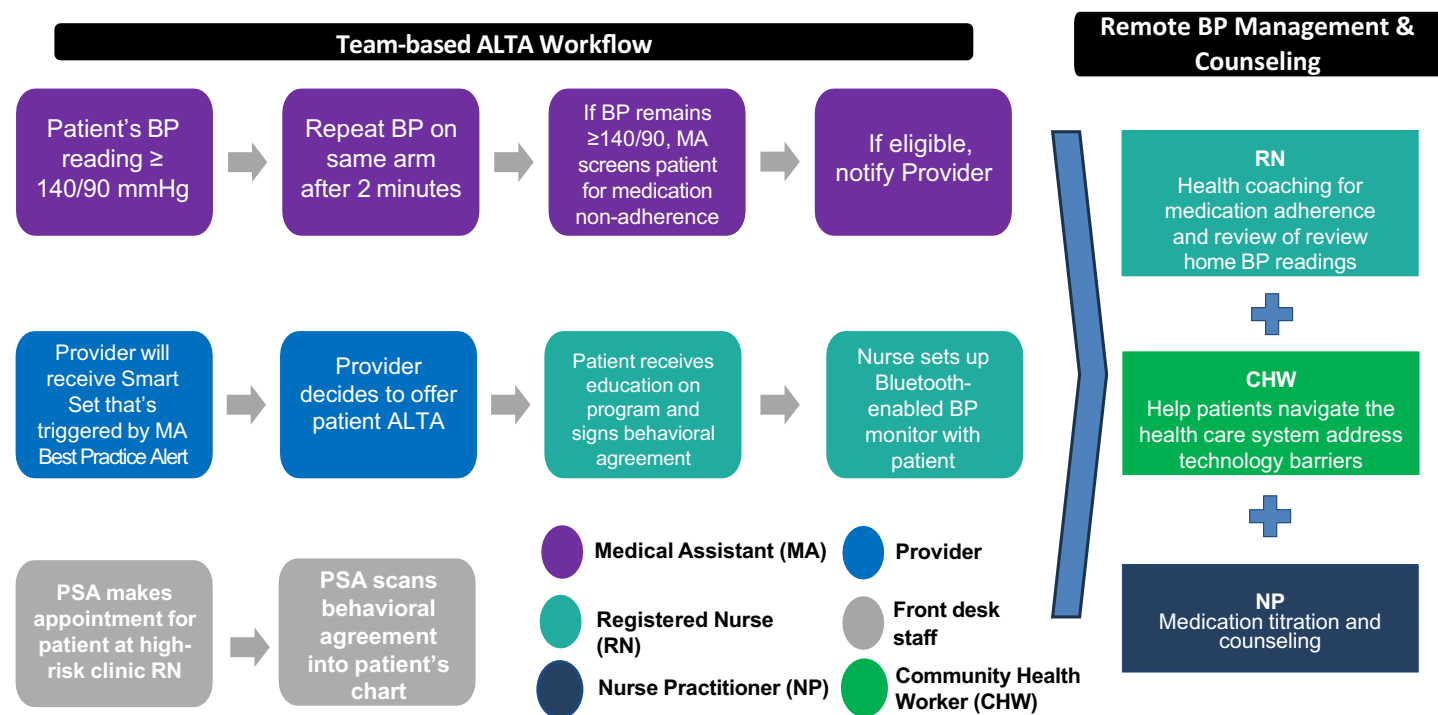 Team-based ALTA Workflow
Remote BP Management &
Counseling
Patient's BP
reading ≥
140/90 mmHg
Repeat BP on
same arm
after 2 minutes
If BP remains
≥140/90, MA
screens patient
for medication
non-adherence
If eligible,
notify Provider
Provider will
receive Smart
Set that's
triggered by MA
Best Practice Alert
Provider
decides to offer
patient ALTA
Patient receives
education on
program and
signs behavioral
agreement
Nurse sets up
Bluetooth-
enabled BP
monitor with
patient
PSA makes
appointment for
patient at high-
risk clinic RN
PSA scans
behavioral
agreement
into patient's
chart
Medical Assistant (MA)
Provider
Registered Nurse
(RN)
Front desk
staff
Nurse Practitioner (NP)
Community Health
Worker (CHW)
RN
Health coaching for
medication adherence
and review of review
home BP readings
CHW
Help patients navigate the
health care system address
technology barriers
NP
Medication titration and
counseling